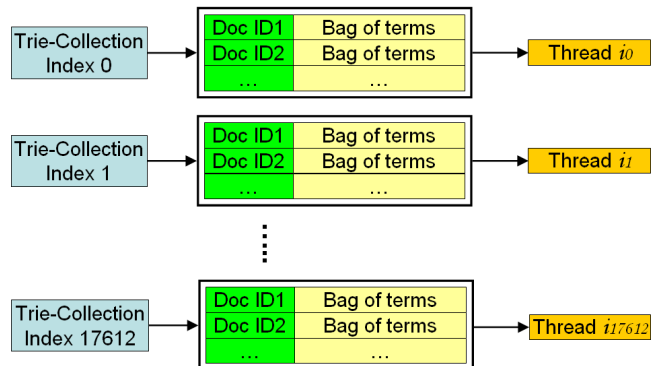 Trie-Collection
Index 0
Doc ID1 Bag of terms
Doc ID2 Bag of terms
... ...
Thread i0
Trie-Collection
Index 1
Doc ID1 Bag of terms
Doc ID2 Bag of terms
... ...
Thread i1
Trie-Collection
Index 17612
Doc ID1 Bag of terms
Doc ID2 Bag of terms
... ...
Thread i17612